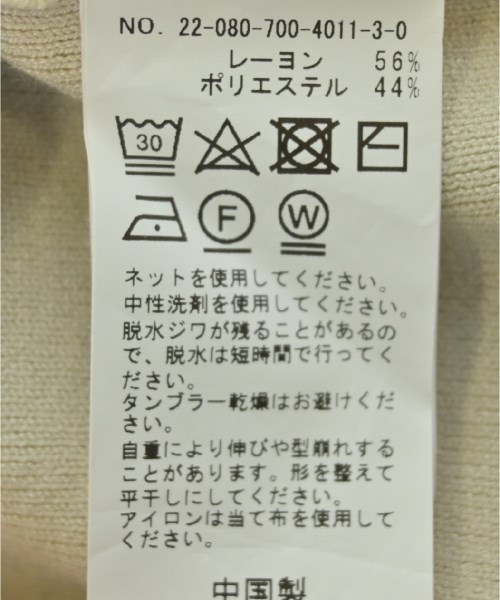 NO. 22-080-700-4011-3-0
レーヨン 56%
ポリエステル 44%
30
F W
ネットを使用してください。
中性洗剤を使用してください。
脱水ジワが残ることがあるの
で、脱水は短時間で行ってく
ださい。
タンブラー乾燥はお避けくだ
さい。
自重により伸びや型崩れする
ことがあります。形を整えて
平干しにしてください。
アイロンは当て布を使用して
ください。
中国製